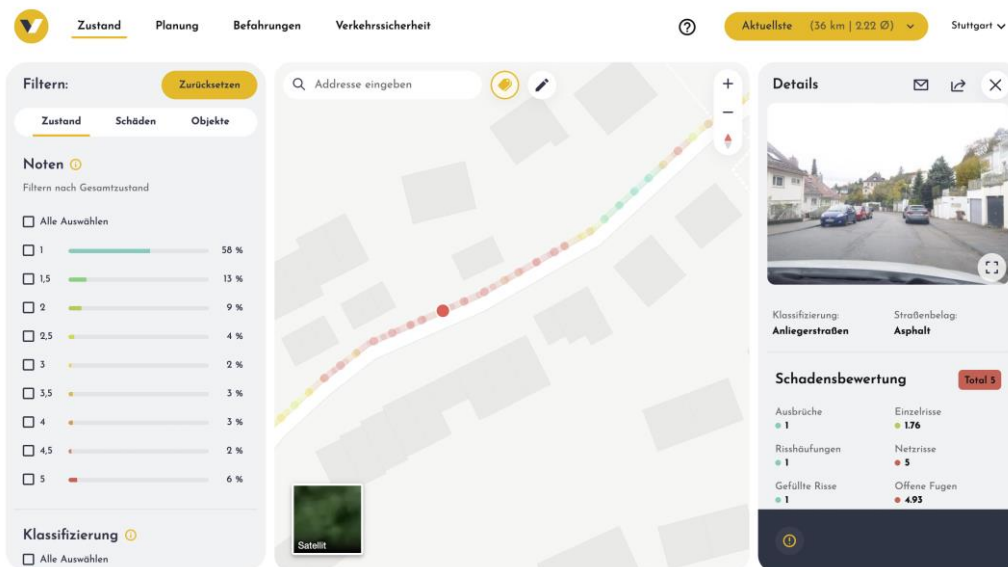 Zustand
Planung
Befahrungen
Verkehrssicherheit
Aktuellste (36 km | 2.22 Ø)
Stuttgart
Filtern:
Zurücksetzen
Zustand Schäden Objekte
Noten
Filtern nach Gesamtzustand
Alle Auswählen
1 58 %
1,5 13 %
2 9 %
2,5 4 %
3 2 %
3,5 3 %
4 3 %
4,5 2 %
5 6 %
Klassifizierung
Alle Auswählen
Addresse eingeben
Satellit
Details
Klassifizierung: Straßenbelag:
Anliegerstraßen Asphalt
Schadensbewertung Total 5
Ausbrüche Einzelrisse
1 1.76
Risshäufungen Netzrisse
1 5
Gefüllte Risse Offene Fugen
1 4.93